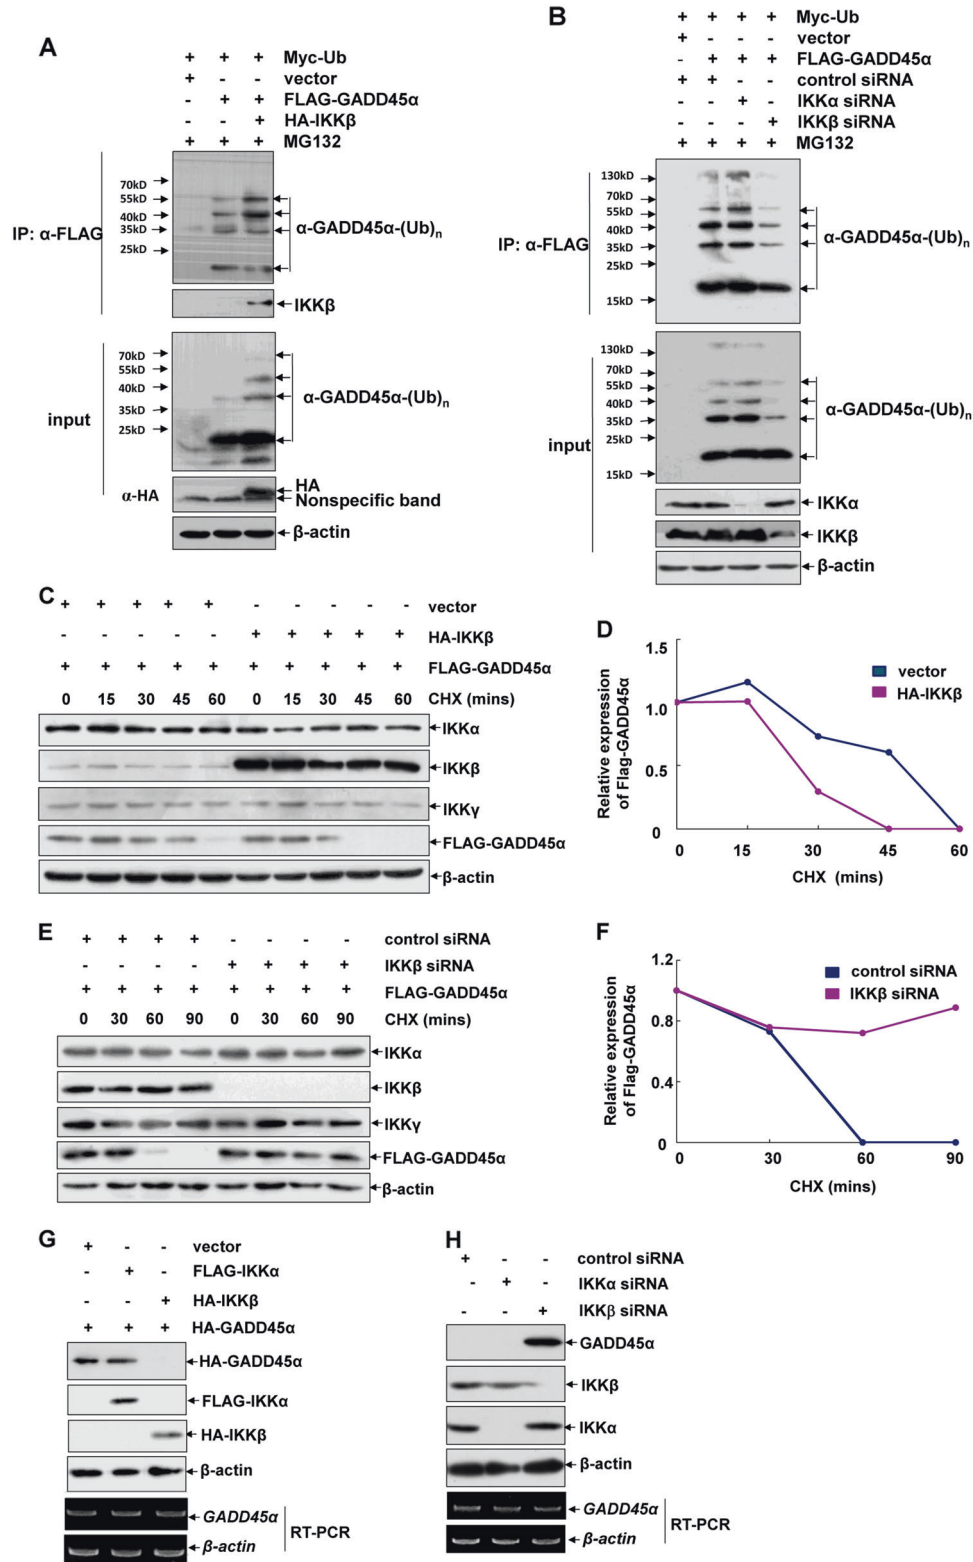 A
+ + + Myc-Ub
+ - - vector
- + + FLAG-GADD45α
- - + HA-IKKβ
+ + + MG132
IP: α-FLAG
70kD
55kD
40kD
35kD
25kD
α-GADD45α-(Ub)n
IKKβ
input
70kD
55kD
40kD
35kD
25kD
α-GADD45α-(Ub)n
α-HA
HA
Nonspecific band
β-actin
B
+ + + + Myc-Ub
+ - - - vector
- + + + FLAG-GADD45α
+ + - - control siRNA
- - + - IKKα siRNA
- - - + IKKβ siRNA
+ + + + MG132
IP: α-FLAG
130kD
70kD
55kD
40kD
35kD
25kD
15kD
α-GADD45α-(Ub)n
input
130kD
70kD
55kD
40kD
35kD
25kD
15kD
α-GADD45α-(Ub)n
IKKα
IKKβ
β-actin
C
+ + + + + - - - - - vector
- - - - - + + + + + HA-IKKβ
+ + + + + + + + + + FLAG-GADD45α
0 15 30 45 60 0 15 30 45 60 CHX (mins)
IKKα
IKKβ
IKKγ
FLAG-GADD45α
β-actin
D
Relative expression
of Flag-GADD45α
1.5
1.0
0.5
0
vector
HA-IKKβ
0 15 30 45 60
CHX (mins)
E
+ + + + - - - - control siRNA
- - - - + + + + IKKβ siRNA
+ + + + + + + + FLAG-GADD45α
0 30 60 90 0 30 60 90 CHX (mins)
IKKα
IKKβ
IKKγ
FLAG-GADD45α
β-actin
F
Relative expression
of Flag-GADD45α
1.2
0.8
0.4
0
control siRNA
IKKβ siRNA
0 30 60 90
CHX (mins)
G
+ - - vector
- + - FLAG-IKKα
- - + HA-IKKβ
+ + + HA-GADD45α
HA-GADD45α
FLAG-IKKα
HA-IKKβ
β-actin
GADD45α
β-actin
RT-PCR
H
+ - - control siRNA
- + - IKKα siRNA
- - + IKKβ siRNA
GADD45α
IKKβ
IKKα
β-actin
GADD45α
β-actin
RT-PCR